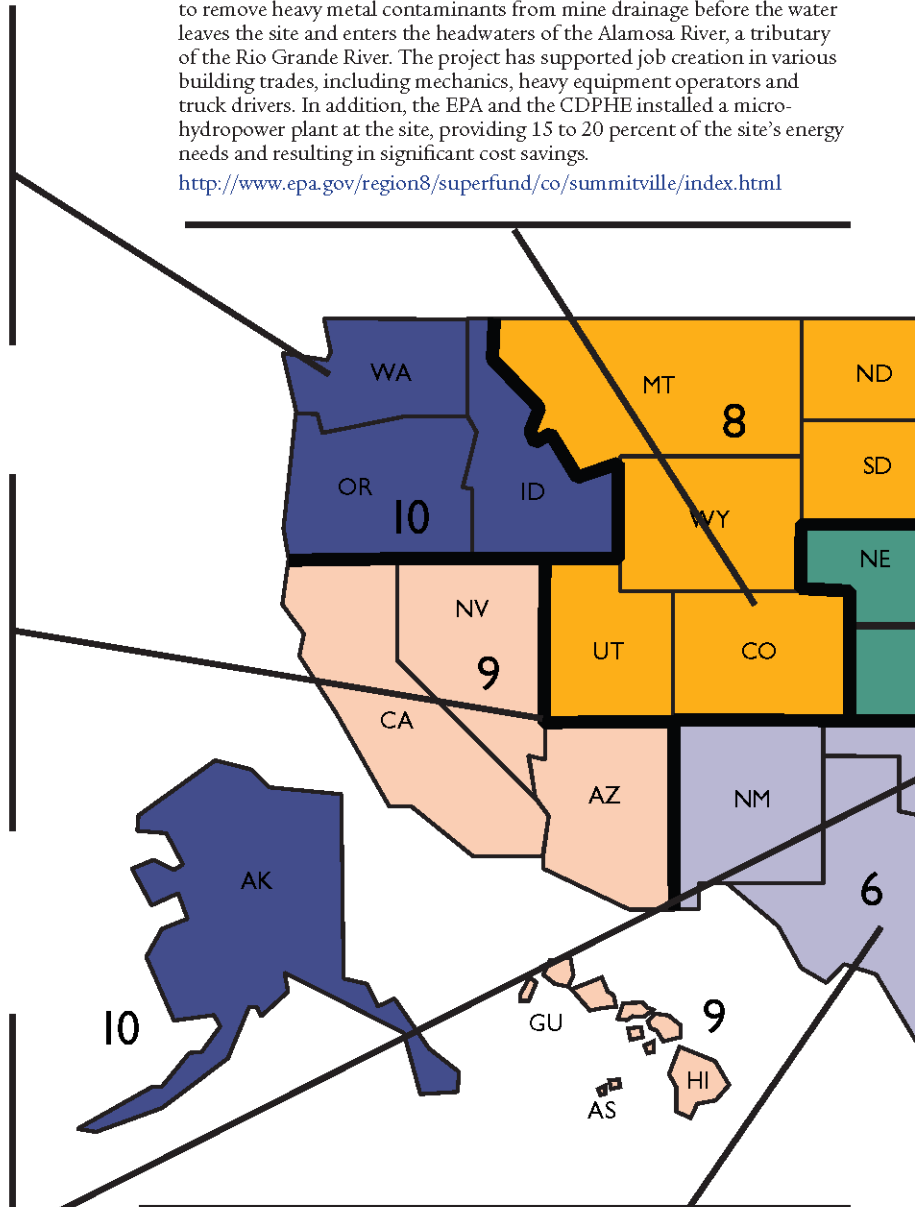 to remove heavy metal contaminants from mine drainage before the water
leaves the site and enters the headwaters of the Alamosa River, a tributary
of the Rio Grande River. The project has supported job creation in various
building trades, including mechanics, heavy equipment operators and
truck drivers. In addition, the EPA and the CDPHE installed a micro-
hydropower plant at the site, providing 15 to 20 percent of the site’s energy
needs and resulting in significant cost savings.
http://www.epa.gov/region8/superfund/co/summitville/index.html
WA
MT
ND
8
SD
OR
ID
10
WY
NE
NV
UT
CO
9
CA
AZ
NM
AK
6
10
GU
9
HI
AS